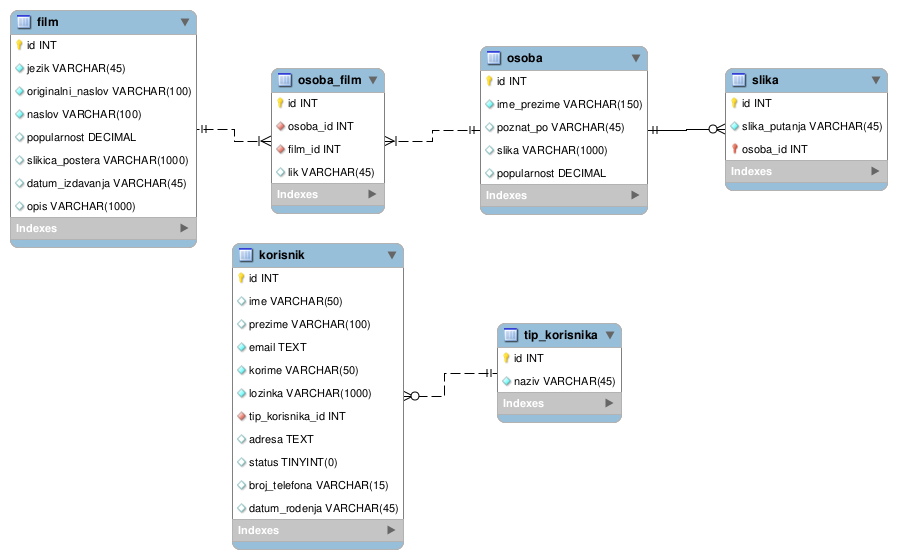 film
id INT
jezik VARCHAR(45)
originalni_naslov VARCHAR(100)
naslov VARCHAR(100)
popularnost DECIMAL
slikica_postera VARCHAR(1000)
datum_izdavanja VARCHAR(45)
opis VARCHAR(1000)
Indexes
osoba_film
id INT
osoba_id INT
film_id INT
lik VARCHAR(45)
Indexes
osoba
id INT
ime_prezime VARCHAR(150)
poznat_po VARCHAR(45)
slika VARCHAR(1000)
popularnost DECIMAL
Indexes
slika
id INT
slika_putanja VARCHAR(45)
osoba_id INT
Indexes
korisnik
id INT
ime VARCHAR(50)
prezime VARCHAR(100)
email TEXT
korime VARCHAR(50)
lozinka VARCHAR(1000)
tip_korisnika_id INT
adresa TEXT
status TINYINT(0)
broj_telefona VARCHAR(15)
datum_rodenja VARCHAR(45)
Indexes
tip_korisnika
id INT
naziv VARCHAR(45)
Indexes